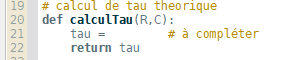 19 # calcul de tau theorique
20 def calculTau(R,C):
21 tau = # à compléter
22 return tau